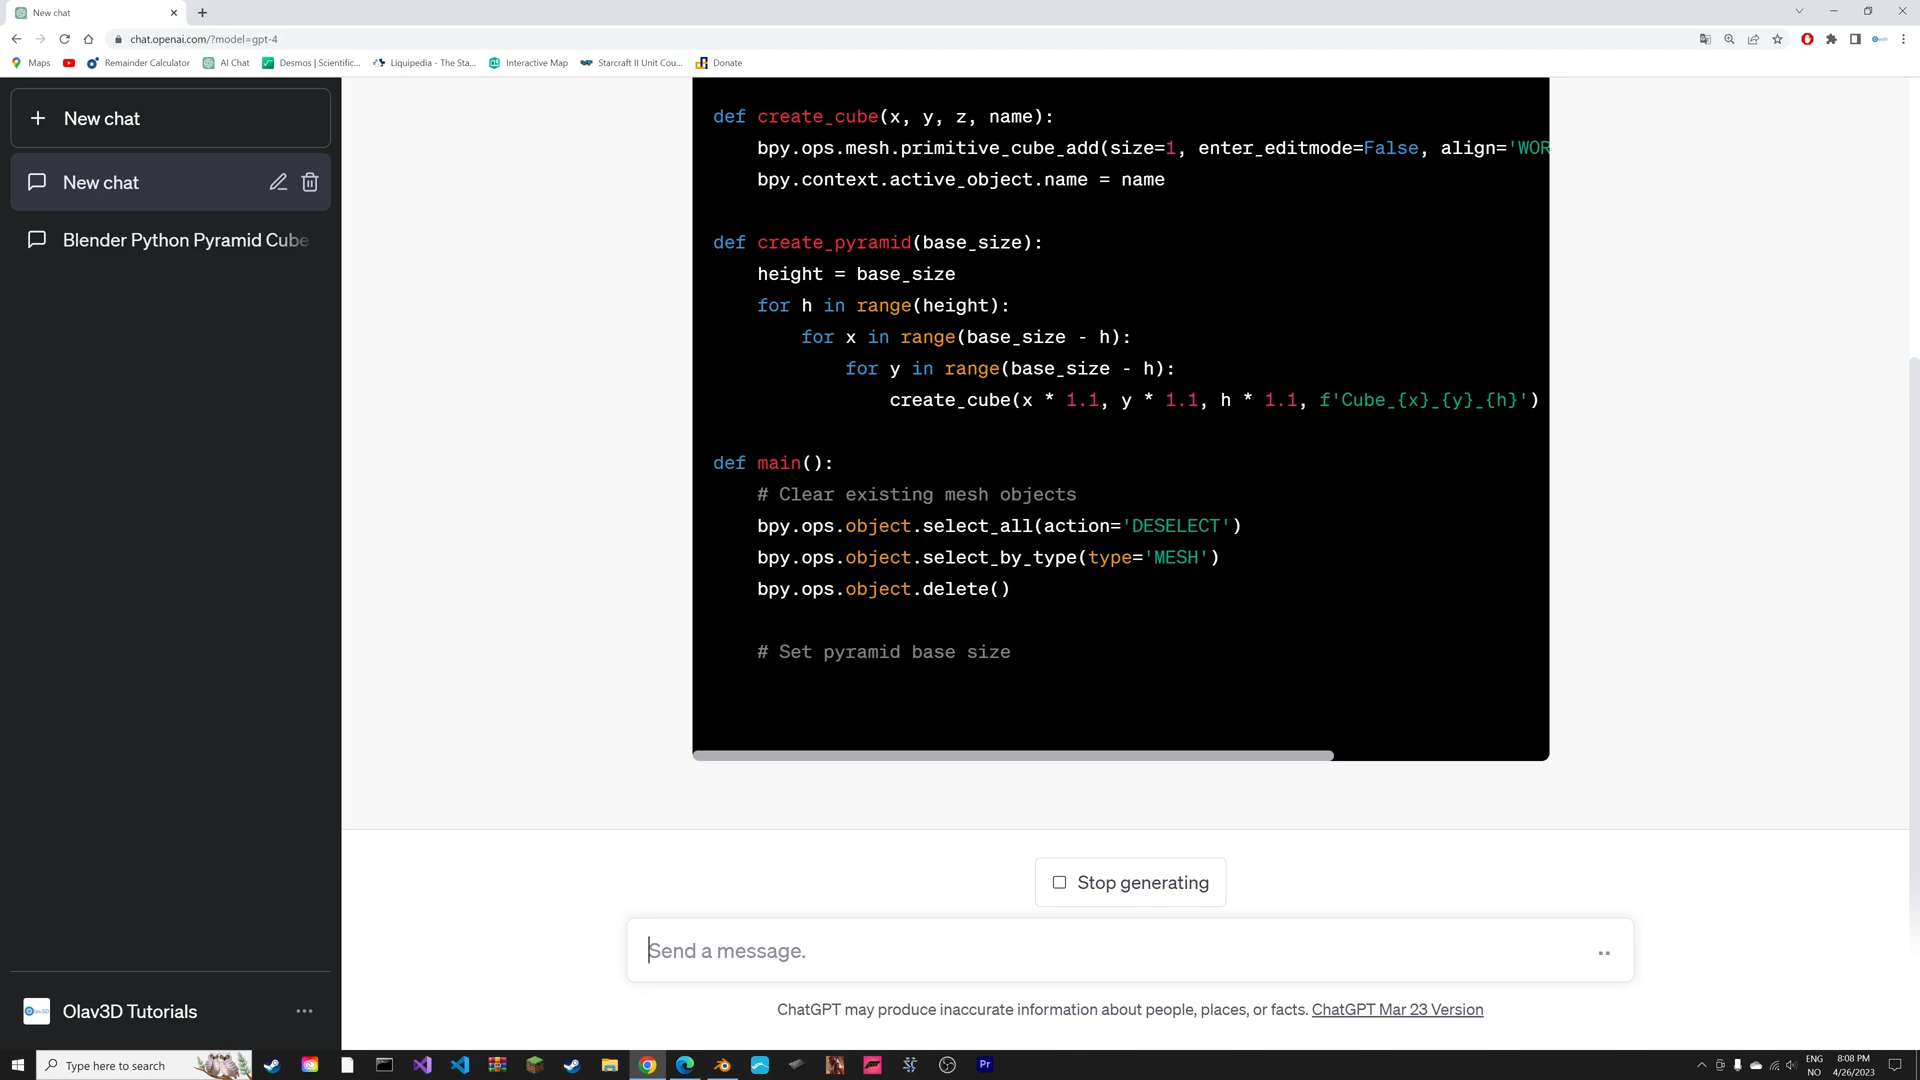 New chat
chat.openai.com/?model=gpt-4
Maps
Remainder Calculator
AI Chat
Desmos | Scientific...
Liquipedia - The Sta...
Interactive Map
Starcraft II Unit Cou...
Donate
New chat
New chat
Blender Python Pyramid Cube
def create_cube(x, y, z, name):
    bpy.ops.mesh.primitive_cube_add(size=1, enter_editmode=False, align='WOR
    bpy.context.active_object.name = name
def create_pyramid(base_size):
    height = base_size
    for h in range(height):
        for x in range(base_size - h):
            for y in range(base_size - h):
                create_cube(x * 1.1, y * 1.1, h * 1.1, f'Cube_{x}_{y}_{h}')
def main():
    # Clear existing mesh objects
    bpy.ops.object.select_all(action='DESELECT')
    bpy.ops.object.select_by_type(type='MESH')
    bpy.ops.object.delete()
    # Set pyramid base size
Stop generating
Send a message.
ChatGPT may produce inaccurate information about people, places, or facts. ChatGPT Mar 23 Version
Olav3D Tutorials
Type here to search
Pr
ENG
NO
8:08 PM
4/26/2023